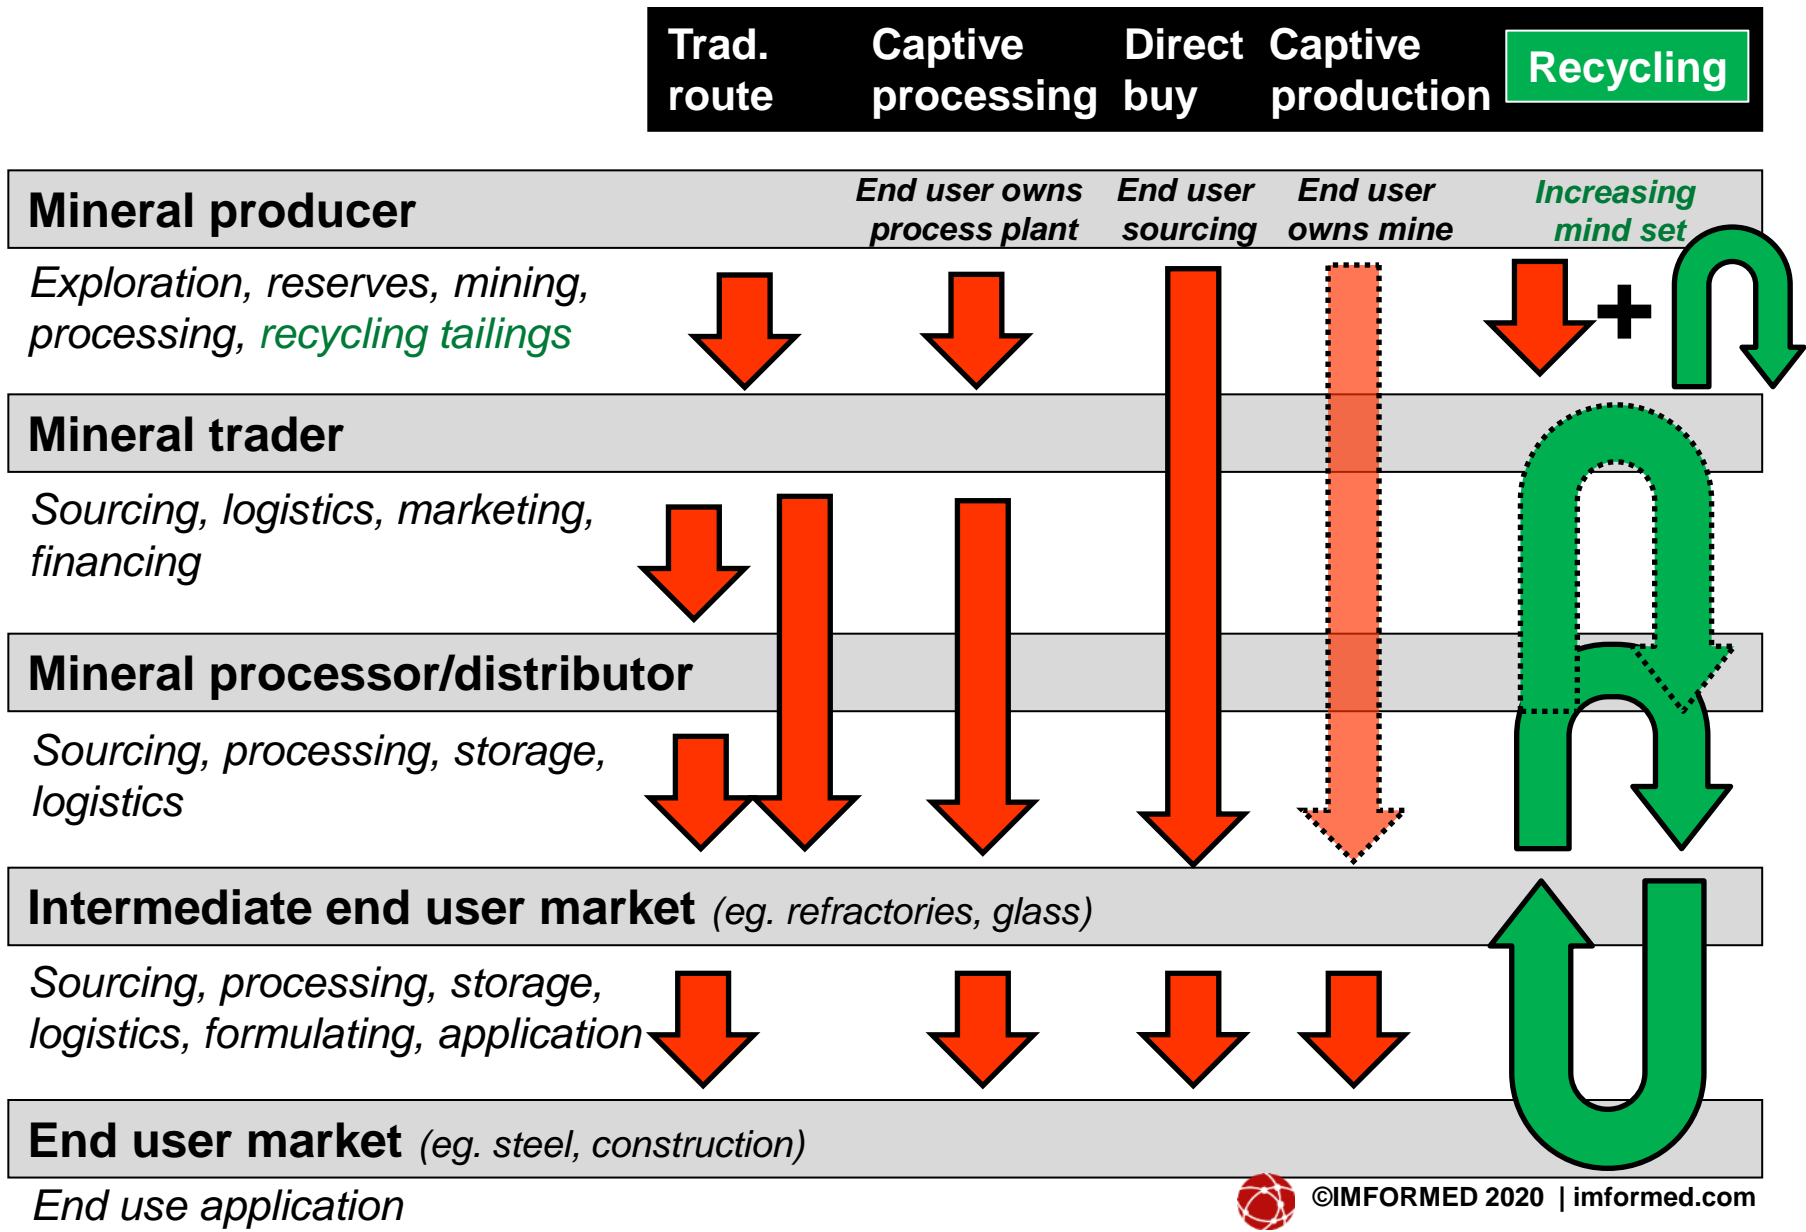 Trad. route
Captive processing
Direct buy
Captive production
Recycling
Mineral producer
End user owns process plant
End user sourcing
End user owns mine
Increasing mind set
Exploration, reserves, mining,
processing, recycling tailings
+
Mineral trader
Sourcing, logistics, marketing,
financing
Mineral processor/distributor
Sourcing, processing, storage,
logistics
Intermediate end user market (eg. refractories, glass)
Sourcing, processing, storage,
logistics, formulating, application
End user market (eg. steel, construction)
End use application
©IMFORMED 2020 | imformed.com